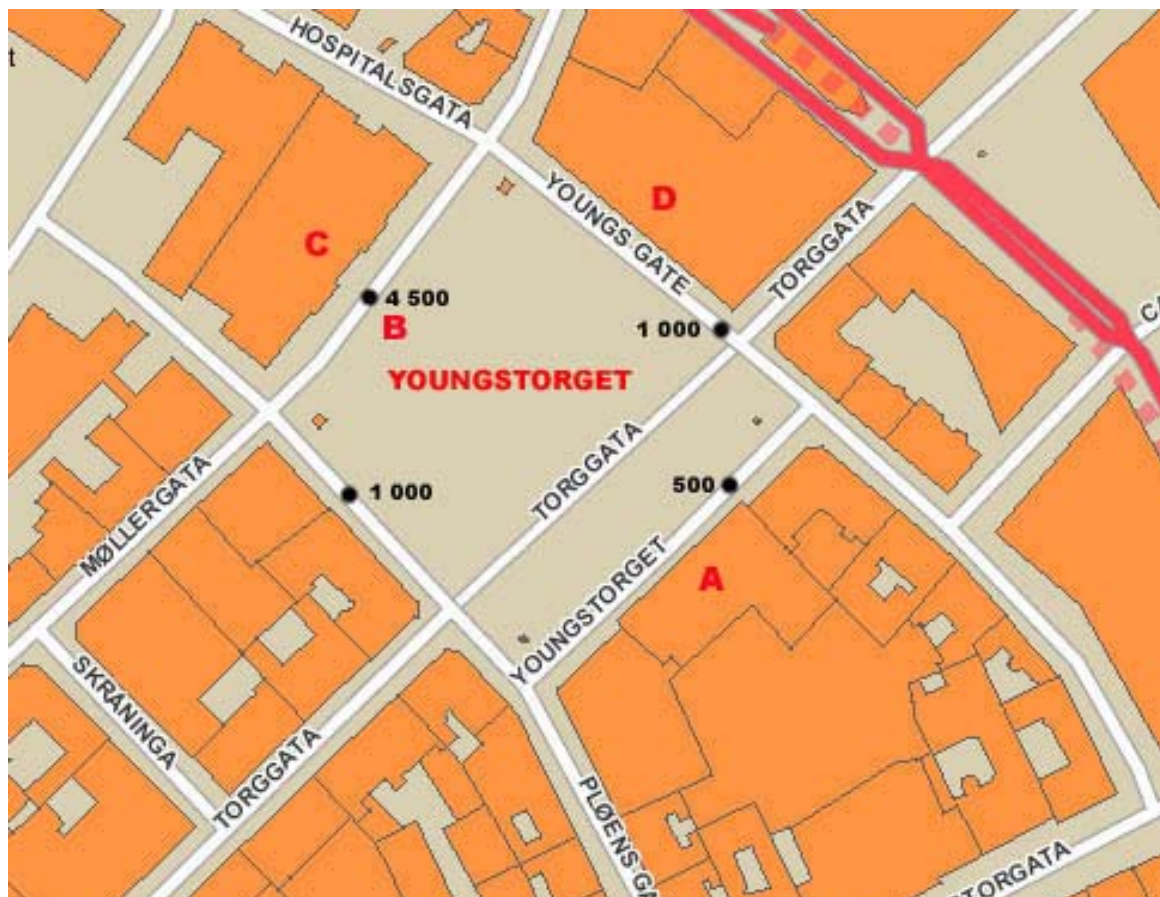 HOSPITALSGATA
t
YOUNGS GATE
D
TORGGATA
C
4 500
B
1 000
CA
YOUNGSTORGET
TORGGATA
500
1 000
MØLLERGATA
YOUNGSTORGET
A
SKRANINGA
TORGGATA
PLØENS GA
STORGATA